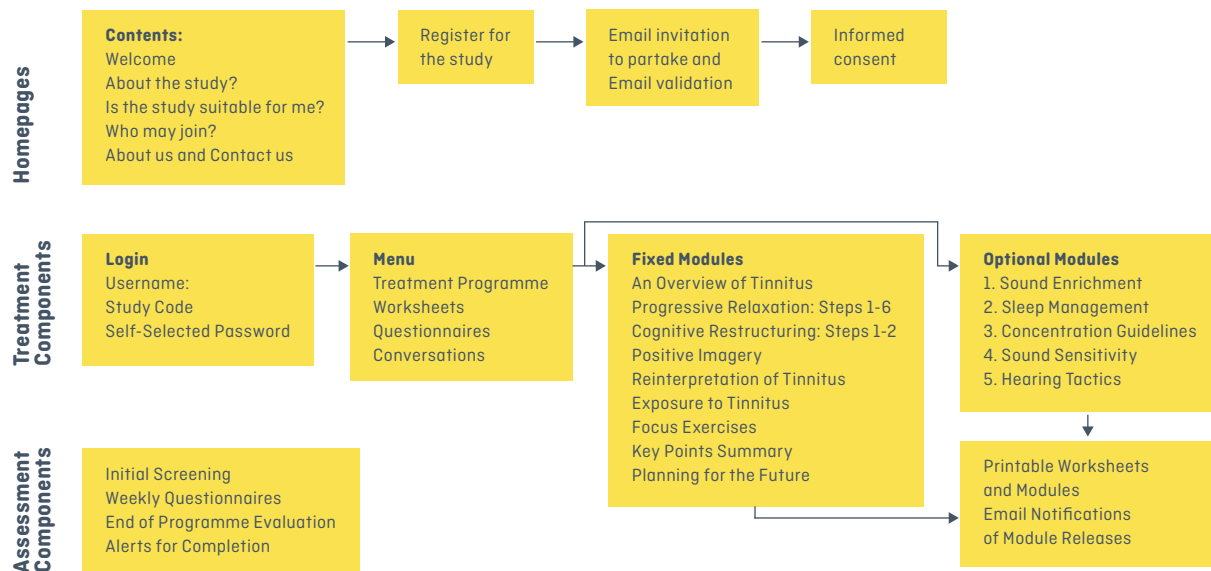 Homepages
Contents:
Welcome
About the study?
Is the study suitable for me?
Who may join?
About us and Contact us
Register for
the study
Email invitation
to partake and
Email validation
Informed
consent
Treatment
Components
Login
Username:
Study Code
Self-Selected Password
Menu
Treatment Programme
Worksheets
Questionnaires
Conversations
Fixed Modules
An Overview of Tinnitus
Progressive Relaxation: Steps 1-6
Cognitive Restructuring: Steps 1-2
Positive Imagery
Reinterpretation of Tinnitus
Exposure to Tinnitus
Focus Exercises
Key Points Summary
Planning for the Future
Optional Modules
1. Sound Enrichment
2. Sleep Management
3. Concentration Guidelines
4. Sound Sensitivity
5. Hearing Tactics
Assessment
Components
Initial Screening
Weekly Questionnaires
End of Programme Evaluation
Alerts for Completion
Printable Worksheets
and Modules
Email Notifications
of Module Releases